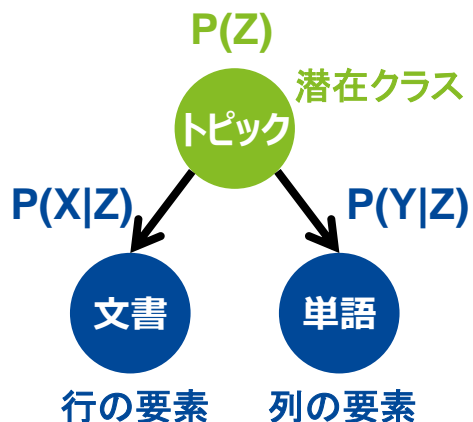 P(Z)
潜在クラス
トピック
P(X|Z)
P(Y|Z)
文書
単語
行の要素
列の要素